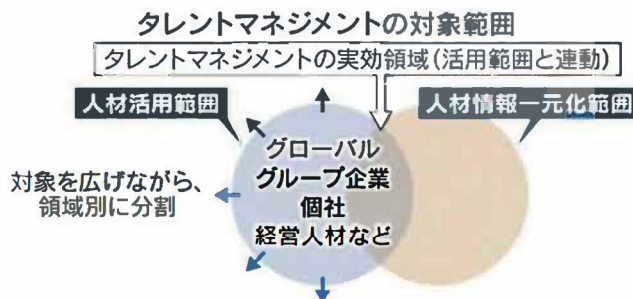 タレントマネジメントの対象範囲
タレントマネジメントの実効領域(活用範囲と連動)
人材活用範囲
人材情報一元化範囲
グローバル
グループ企業
個社
経営人材など
対象を広げながら、
領域別に分割